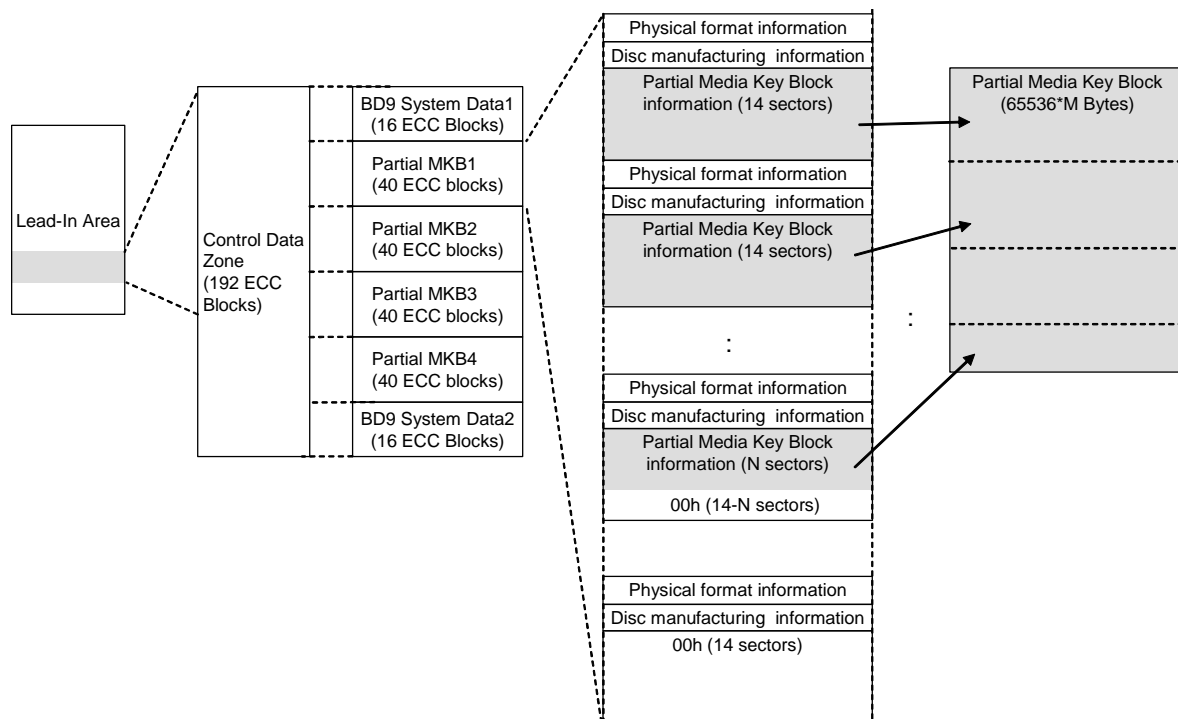 Lead-In Area
Control Data
Zone
(192 ECC
Blocks)
BD9 System Data1
(16 ECC Blocks)
Partial MKB1
(40 ECC blocks)
Partial MKB2
(40 ECC blocks)
Partial MKB3
(40 ECC blocks)
Partial MKB4
(40 ECC blocks)
BD9 System Data2
(16 ECC Blocks)
Physical format information
Disc manufacturing information
Partial Media Key Block
information (14 sectors)
Physical format information
Disc manufacturing information
Partial Media Key Block
information (14 sectors)
:
Physical format information
Disc manufacturing information
Partial Media Key Block
information (N sectors)
00h (14-N sectors)
Physical format information
Disc manufacturing information
00h (14 sectors)
:
Partial Media Key Block
(65536*M Bytes)